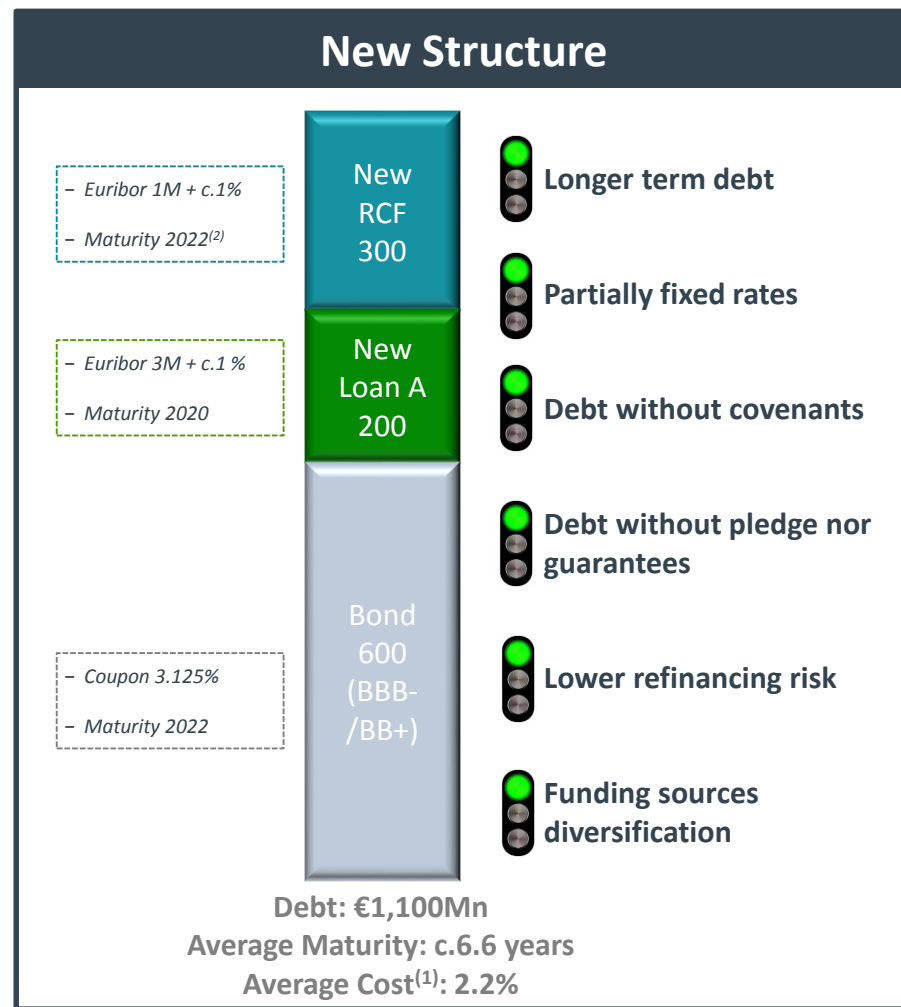 New Structure
– Euribor 1M + c.1%
– Maturity 2022(2)
New
RCF
300
Longer term debt
Partially fixed rates
– Euribor 3M + c.1 %
– Maturity 2020
New
Loan A
200
Debt without covenants
Debt without pledge nor
guarantees
– Coupon 3.125%
– Maturity 2022
Bond
600
(BBB-
/BB+)
Lower refinancing risk
Funding sources
diversification
Debt: €1,100Mn
Average Maturity: c.6.6 years
Average Cost(1): 2.2%